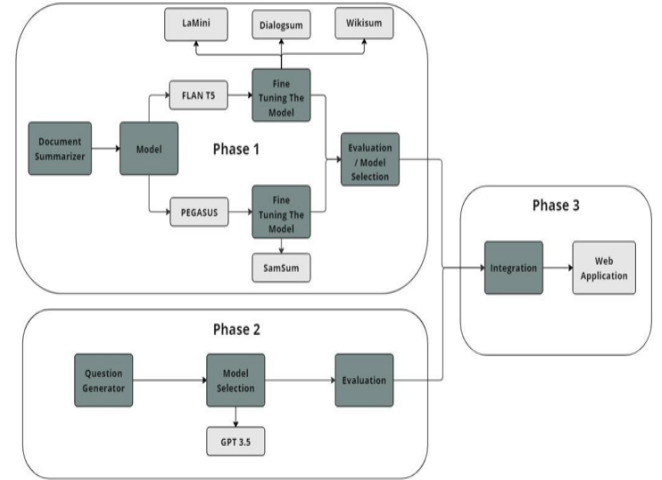 LaMini
Dialogsum
Wikisum
FLAN T5
Fine
Tuning The
Model
Document
Summarizer
Model
Phase 1
Evaluation
/ Model
Selection
PEGASUS
Fine
Tuning The
Model
SamSum
Phase 2
Question
Generator
Model
Selection
Evaluation
GPT 3.5
Phase 3
Integration
Web
Application